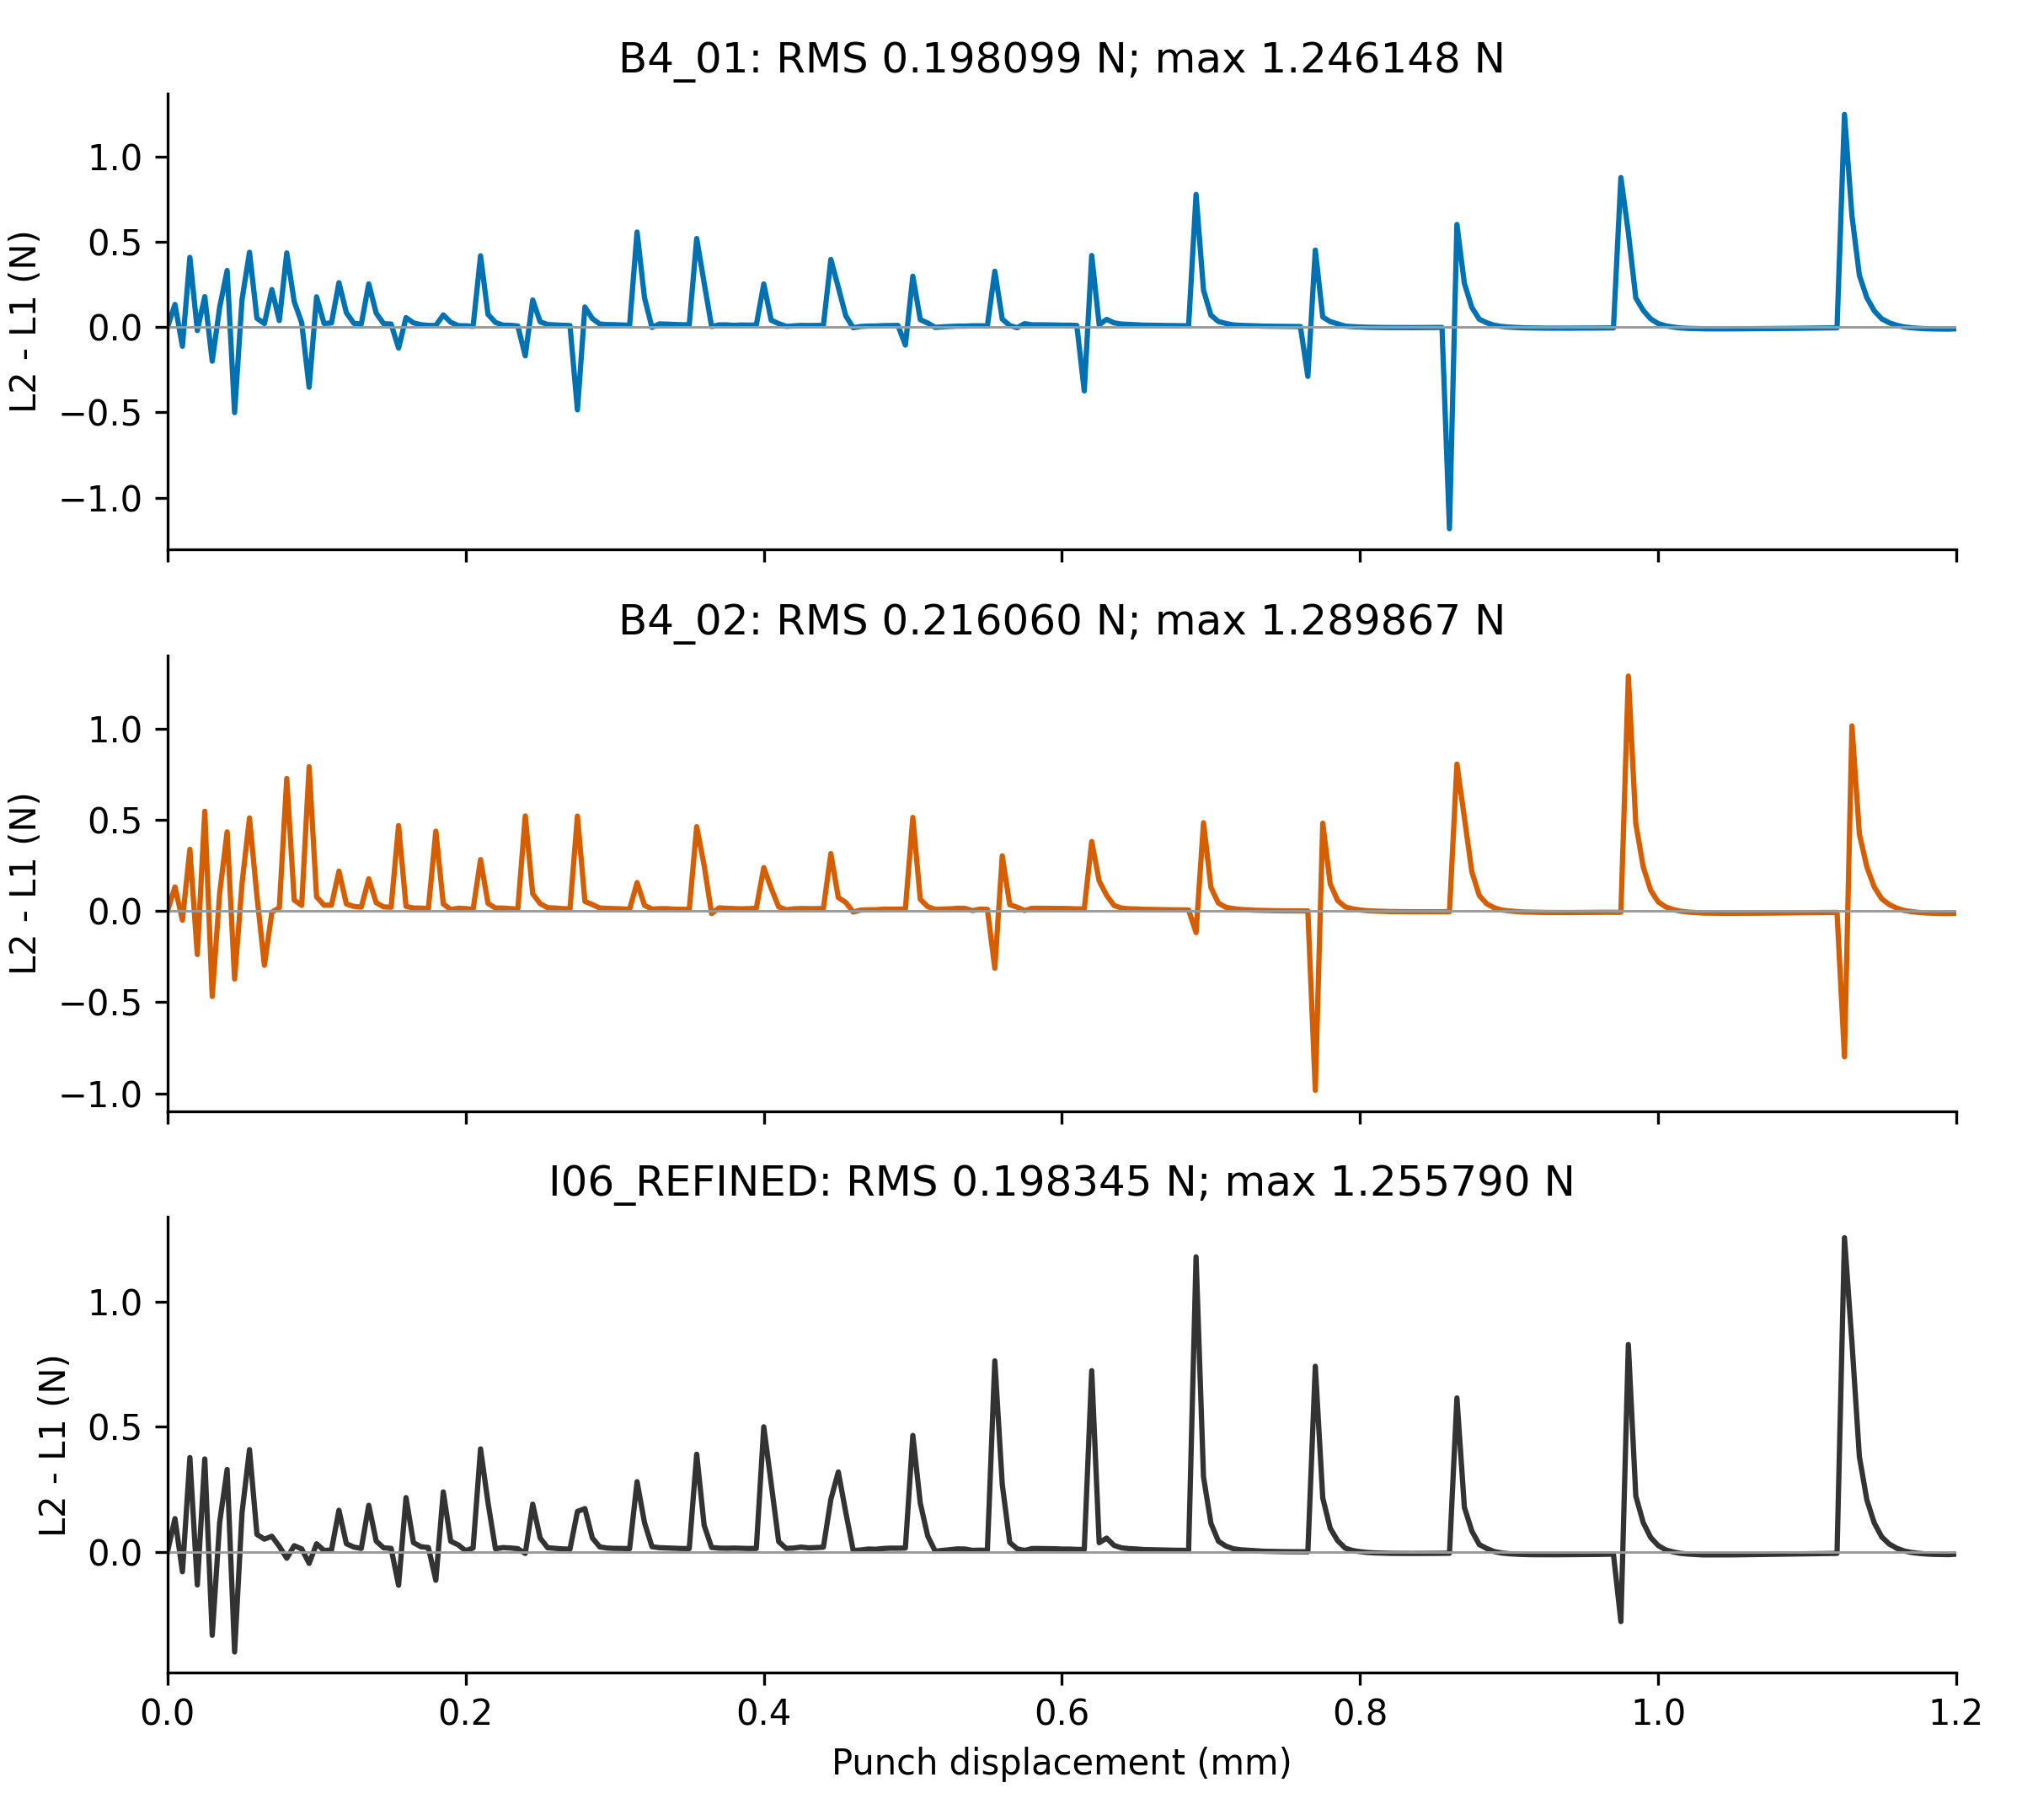 B4_01: RMS 0.198099 N; max 1.246148 N
1.0
0.5
0.0
−0.5
−1.0
L2 - L1 (N)
B4_02: RMS 0.216060 N; max 1.289867 N
1.0
0.5
0.0
−0.5
−1.0
L2 - L1 (N)
I06_REFINED: RMS 0.198345 N; max 1.255790 N
1.0
0.5
0.0
L2 - L1 (N)
0.0 0.2 0.4 0.6 0.8 1.0 1.2
Punch displacement (mm)